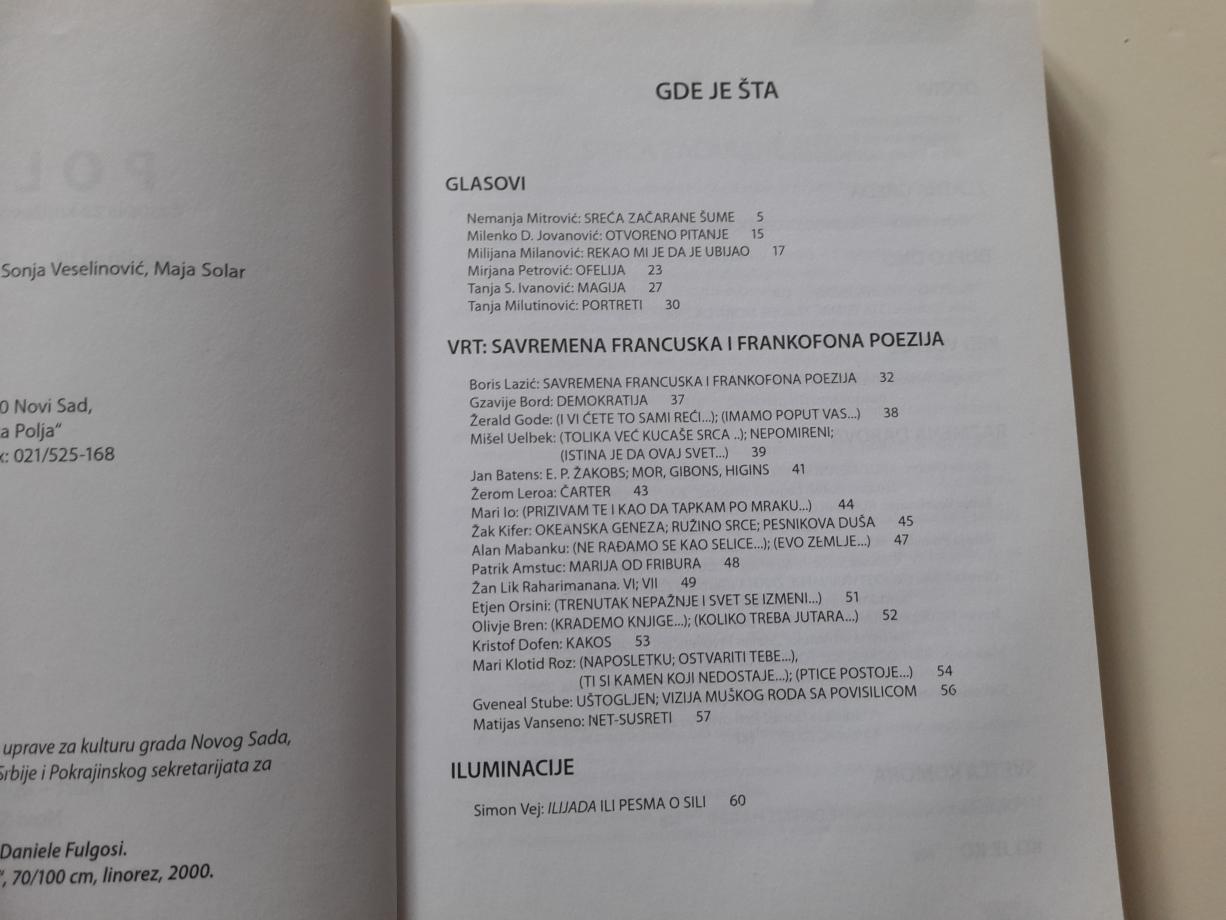 P O L
Sonja Veselinović, Maja Solar
0 Novi Sad,
a Polja“
x: 021/525-168
uprave za kulturu grada Novog Sada,
Srbije i Pokrajinskog sekretarijata za
Daniele Fulgosi.
“, 70/100 cm, linorez, 2000.
GDE JE ŠTA
GLASOVI
Nemanja Mitrović: SREĆA ZAČARANE ŠUME 5
Milenko D. Jovanović: OTVORENO PITANJE 15
Milijana Milanović: REKAO MI JE DA JE UBIJAO 17
Mirjana Petrović: OFELIJA 23
Tanja S. Ivanović: MAGIJA 27
Tanja Milutinović: PORTRETI 30
VRT: SAVREMENA FRANCUSKA I FRANKOFONA POEZIJA
Boris Lazić: SAVREMENA FRANCUSKA I FRANKOFONA POEZIJA 32
Gzavije Bord: DEMOKRATIJA 37
Žerald Gode: (I VI ĆETE TO SAMI REĆI...); (IMAMO POPUT VAS...) 38
Mišel Uelbek: (TOLIKA VEĆ KUCAŠE SRCA ..); NEPOMIRENI;
(ISTINA JE DA OVAJ SVET...) 39
Jan Batens: E. P. ŽAKOBS; MOR, GIBONS, HIGINS 41
Žerom Leroa: ČARTER 43
Mari Io: (PRIZIVAM TE I KAO DA TAPKAM PO MRAKU...) 44
Žak Kifer: OKEANSKA GENEZA; RUŽINO SRCE; PESNIKOVA DUŠA 45
Alan Mabanku: (NE RAĐAMO SE KAO SELICE...); (EVO ZEMLJE...) 47
Patrik Amstuc: MARIJA OD FRIBURA 48
Žan Lik Raharimanana. VI; VII 49
Etjen Orsini: (TRENUTAK NEPAŽNJE I SVET SE IZMENI...) 51
Olivje Bren: (KRADEMO KNJIGE...); (KOLIKO TREBA JUTARA...) 52
Kristof Dofen: KAKOS 53
Mari Klotid Roz: (NAPOSLETKU; OSTVARITI TEBE...),
(TI SI KAMEN KOJI NEDOSTAJE...); (PTICE POSTOJE...) 54
Gveneal Stube: UŠTOGLJEN; VIZIJA MUŠKOG RODA SA POVISILICOM 56
Matijas Vanseno: NET-SUSRETI 57
ILUMINACIJE
Simon Vej: ILIJADA ILI PESMA O SILI 60